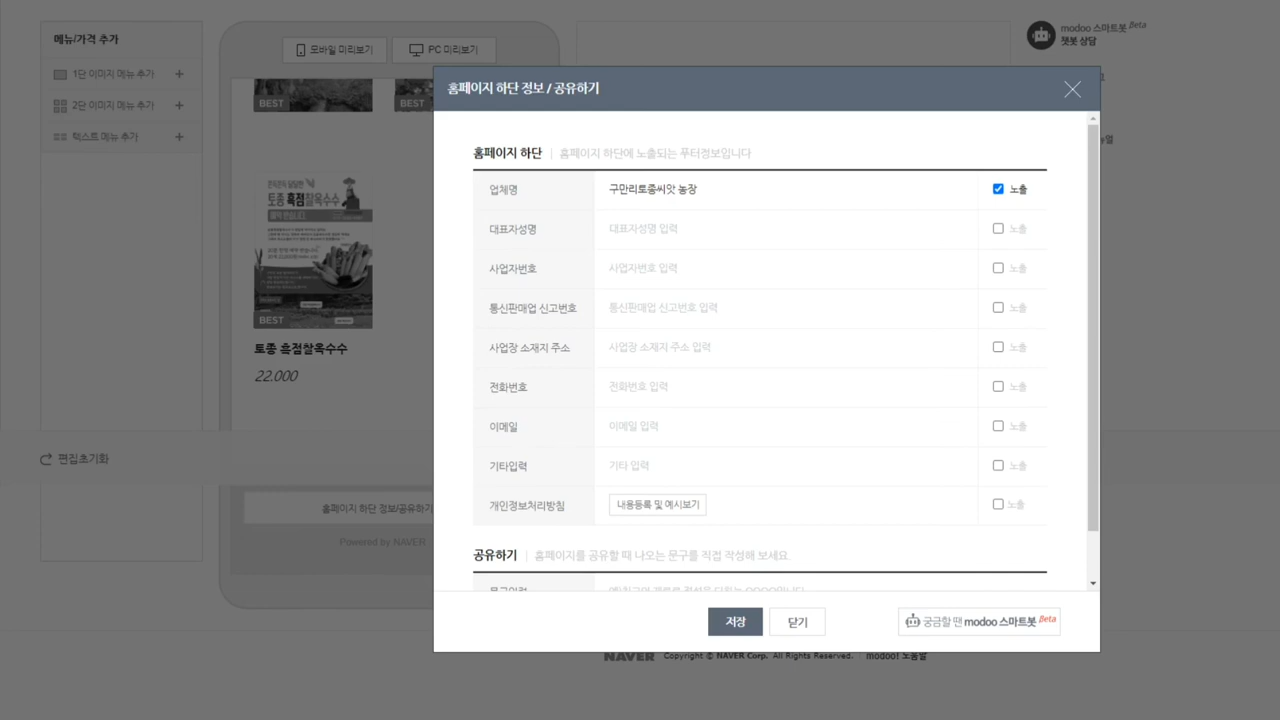 메뉴/가격 추가
1단 이미지 메뉴 추가 +
2단 이미지 메뉴 추가 +
텍스트 메뉴 추가 +
편집초기화
모바일 미리보기
PC 미리보기
BEST
BEST
토종 흑점찰옥수수
BEST
토종 흑점찰옥수수
22,000
홈페이지 하단 정보/공유하기
Powered by NAVER
modoo 스마트봇 Beta
챗봇 상담
홈페이지 하단 정보 / 공유하기
홈페이지 하단 | 홈페이지 하단에 노출되는 푸터정보입니다
업체명 구만리토종씨앗 농장 노출
대표자성명 대표자성명 입력 노출
사업자번호 사업자번호 입력 노출
통신판매업 신고번호 통신판매업 신고번호 입력 노출
사업장 소재지 주소 사업장 소재지 주소 입력 노출
전화번호 전화번호 입력 노출
이메일 이메일 입력 노출
기타입력 기타 입력 노출
개인정보처리방침 내용등록 및 예시보기 노출
공유하기 | 홈페이지를 공유할 때 나오는 문구를 직접 작성해 보세요.
저장
닫기
궁금할 땐 modoo 스마트봇 Beta
NAVER Copyright © NAVER Corp. All Rights Reserved. modoo! 도움말